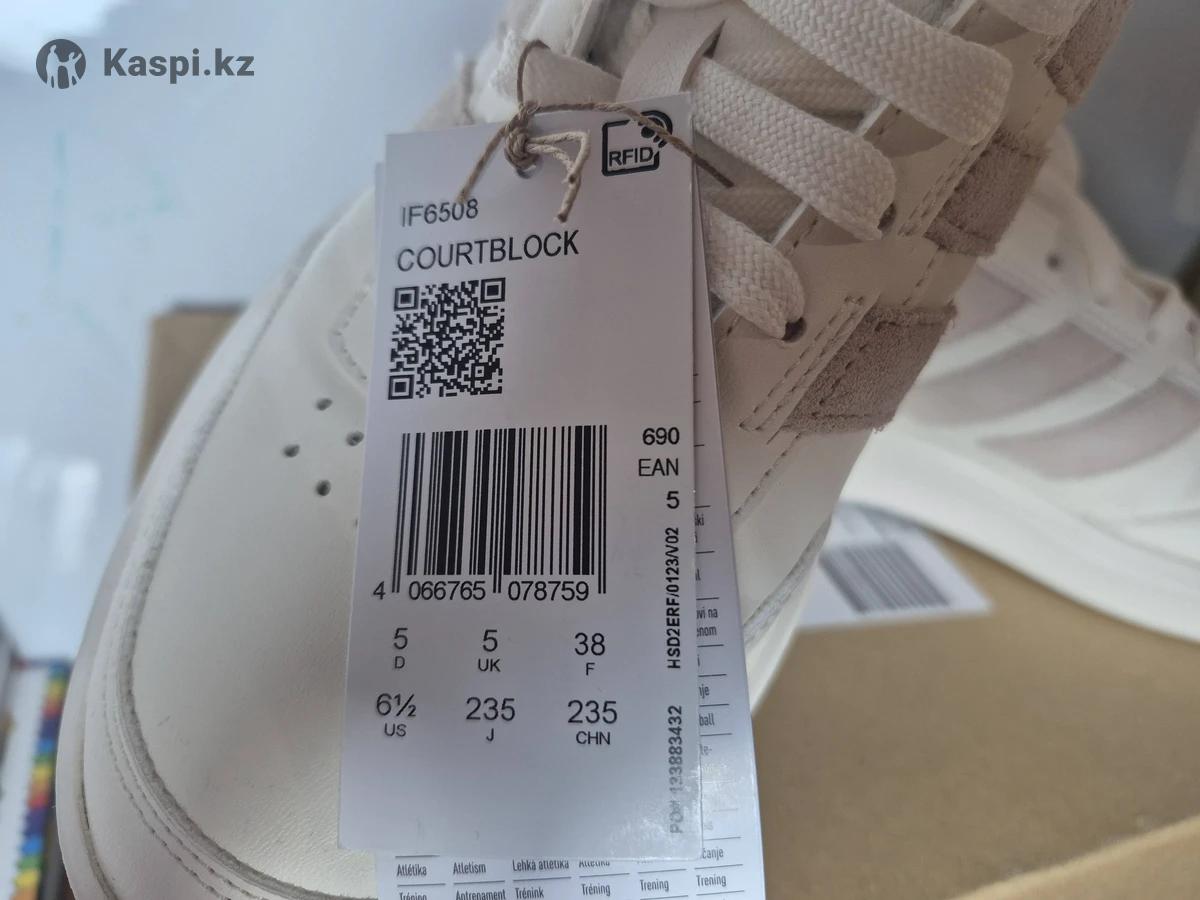 Kaspi.kz
RFID
IF6508
COURTBLOCK
690
EAN
5
4 066765 078759
5 5 38
D UK F
6½ 235 235
US J CHN
HSD2ERF/0123/V02
PO# 133883432
Atlétika Atletism Lehká atletika Atletika
Tréning Antrenament Trénink Tréning Trening Trening